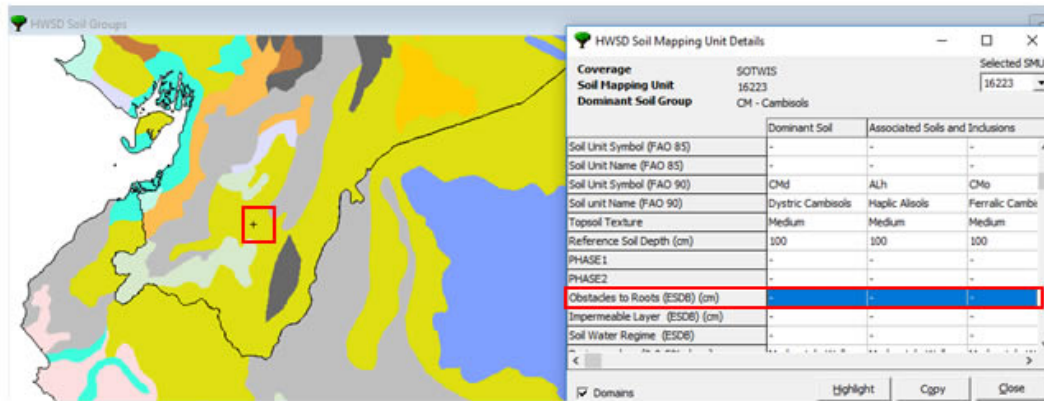 HWSD Soil Groups
HWSD Soil Mapping Unit Details
Coverage SOTWIS Selected SMU
Soil Mapping Unit 16223 16223
Dominant Soil Group CM - Cambisols
Dominant Soil Associated Soils and Inclusions
Soil Unit Symbol (FAO 85) - - -
Soil Unit Name (FAO 85) - - -
Soil Unit Symbol (FAO 90) CMd ALh CMo
Soil unit Name (FAO 90) Dystric Cambisols Haplic Alisols Ferralic Cambi
Topsoil Texture Medium Medium Medium
Reference Soil Depth (cm) 100 100 100
PHASE1 - - -
PHASE2 - - -
Obstacles to Roots (ESDB) (cm) - - -
Impermeable Layer (ESDB) (cm) - - -
Soil Water Regime (ESDB) - - -
Domains Highlight Copy Close